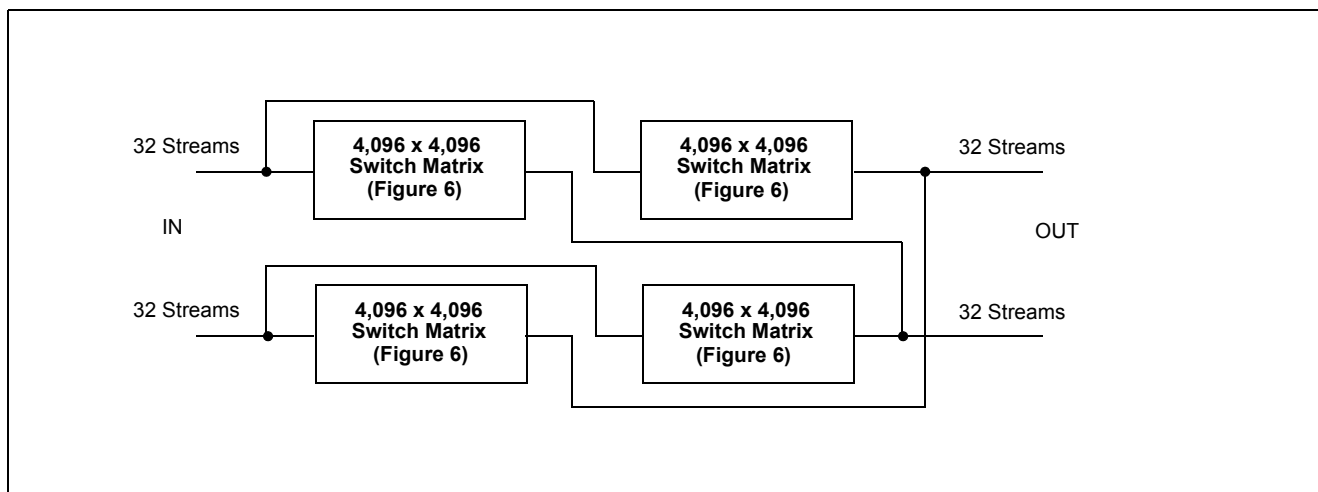 32 Streams
4,096 x 4,096
Switch Matrix
(Figure 6)
4,096 x 4,096
Switch Matrix
(Figure 6)
32 Streams
IN
OUT
32 Streams
4,096 x 4,096
Switch Matrix
(Figure 6)
4,096 x 4,096
Switch Matrix
(Figure 6)
32 Streams